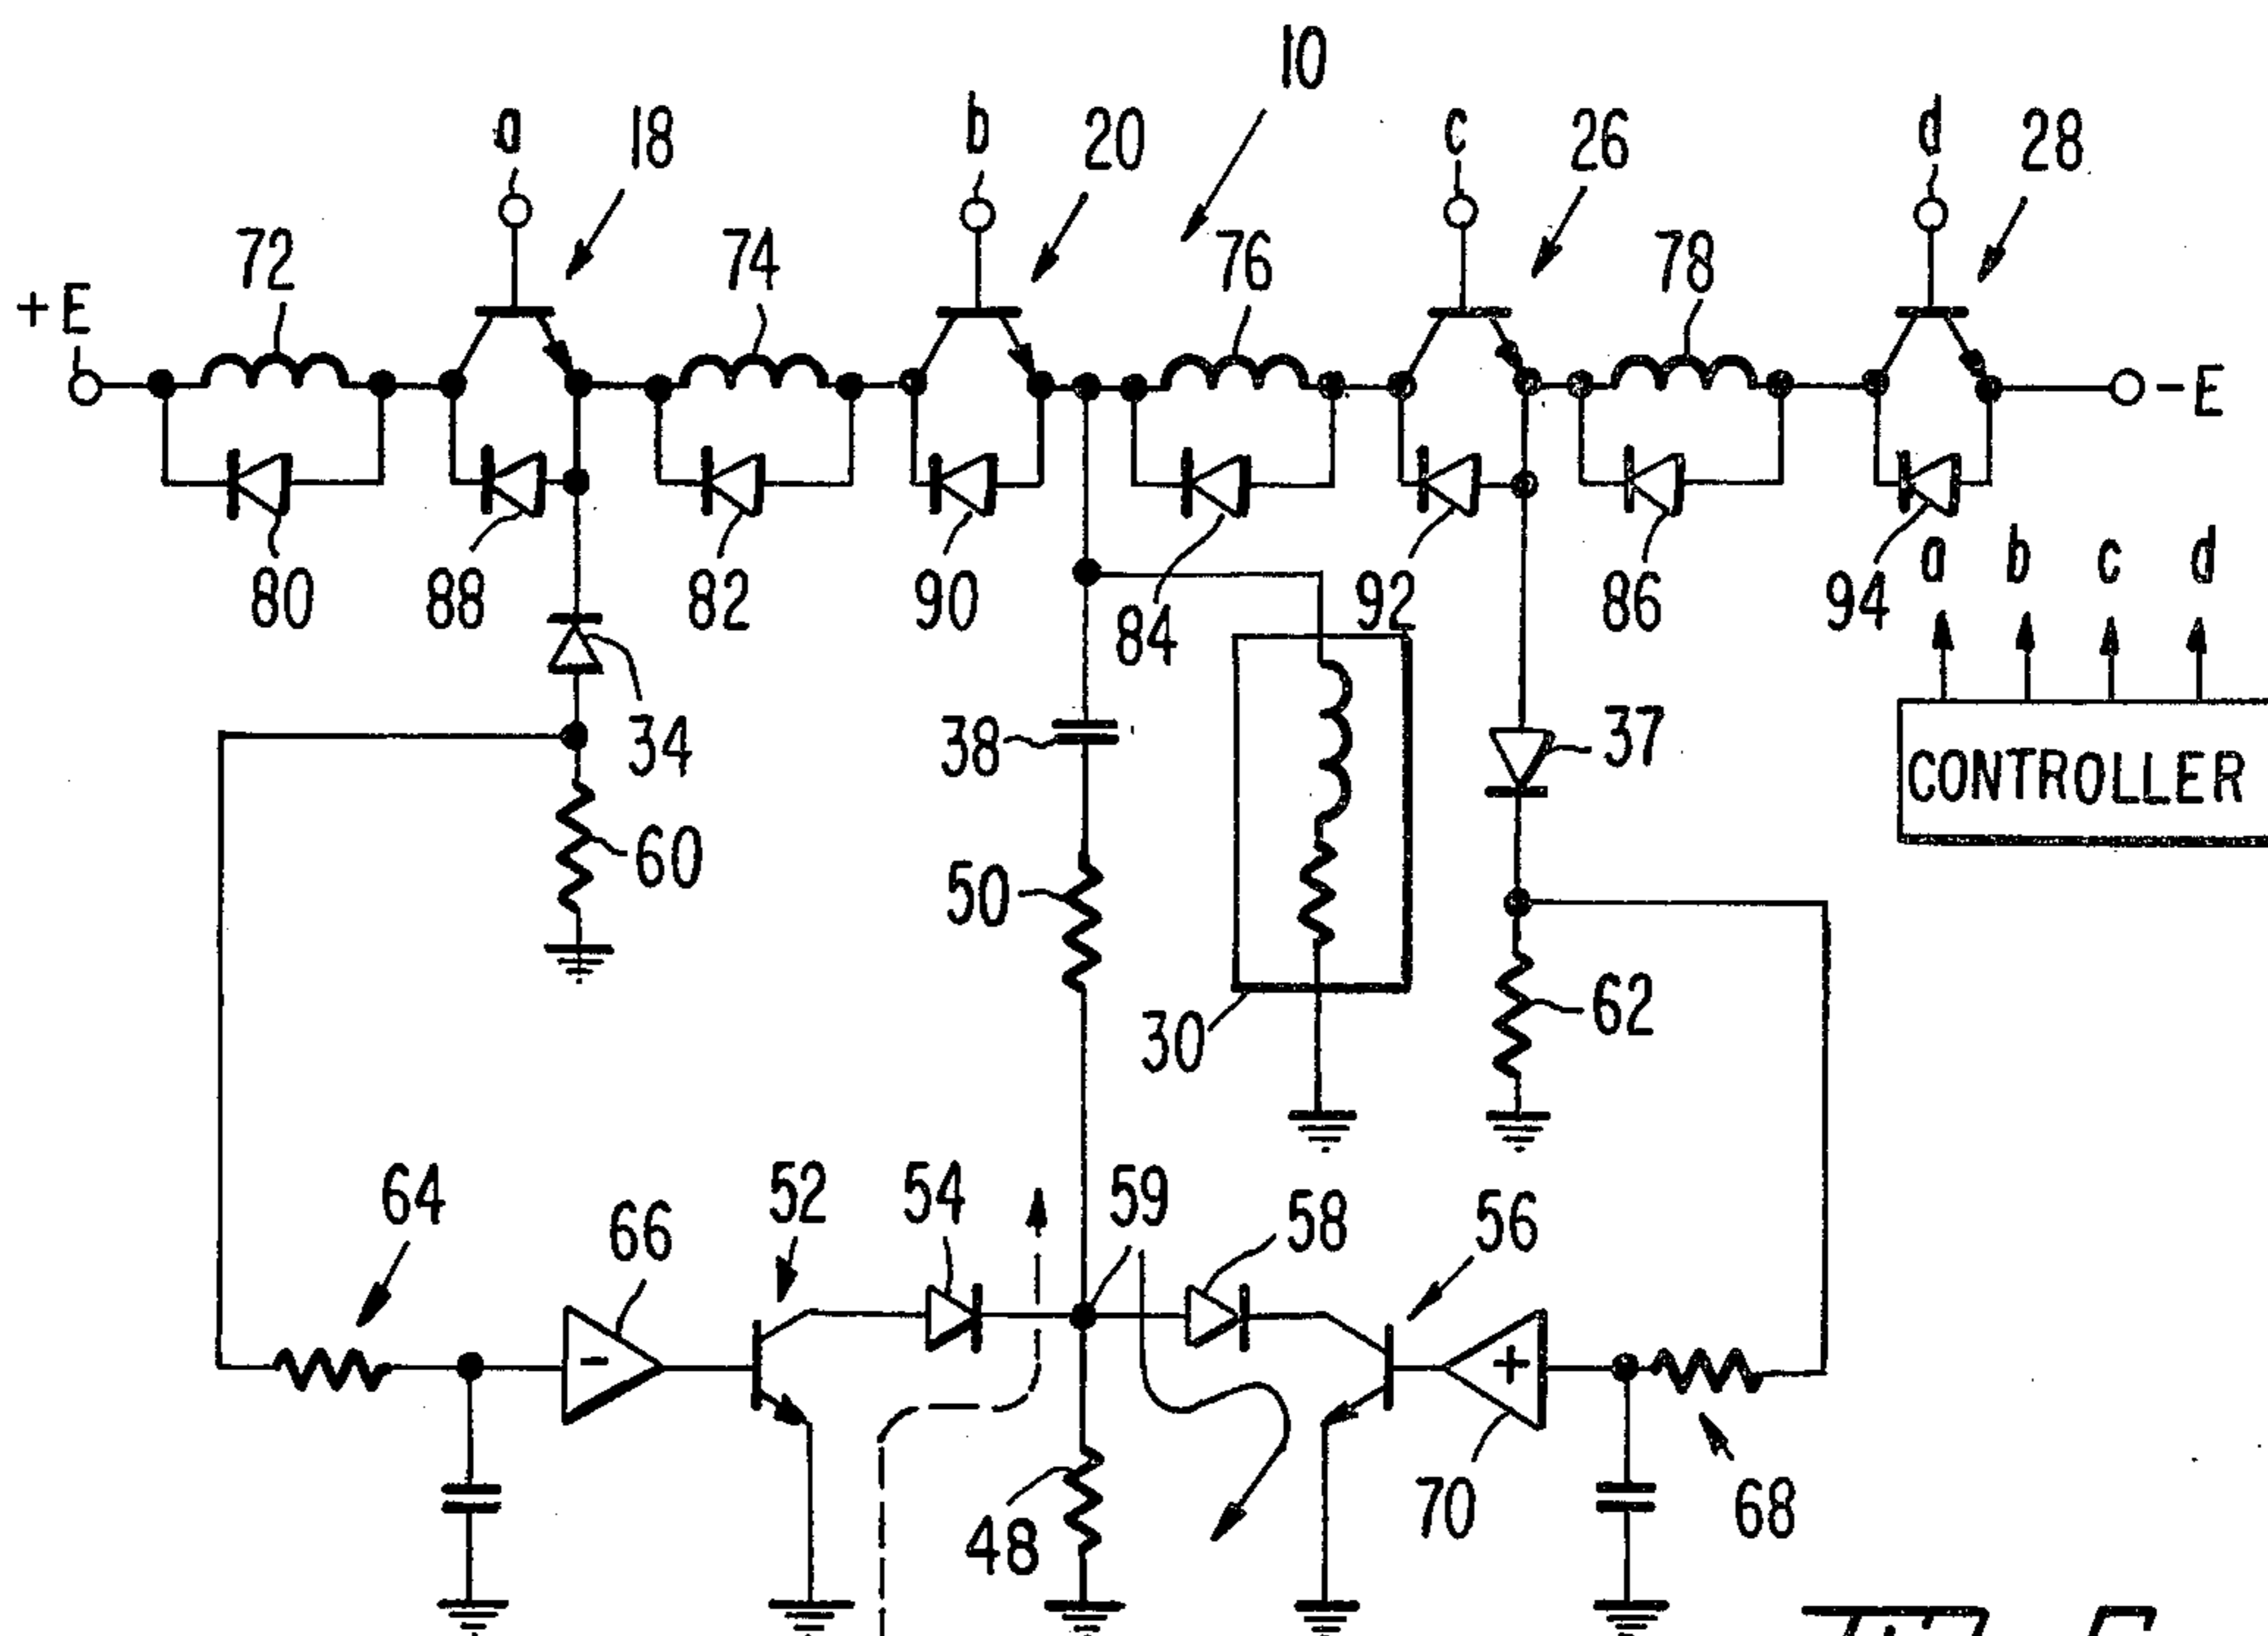 10
a 18 b 20 c 26 d 28
72 74 76 78
+E -E
80 88 82 90 84 92 86 94 a b c d
34 38 37
CONTROLLER
60 50 62
30
64 66 52 54 59 58 56
- +
48 70 68